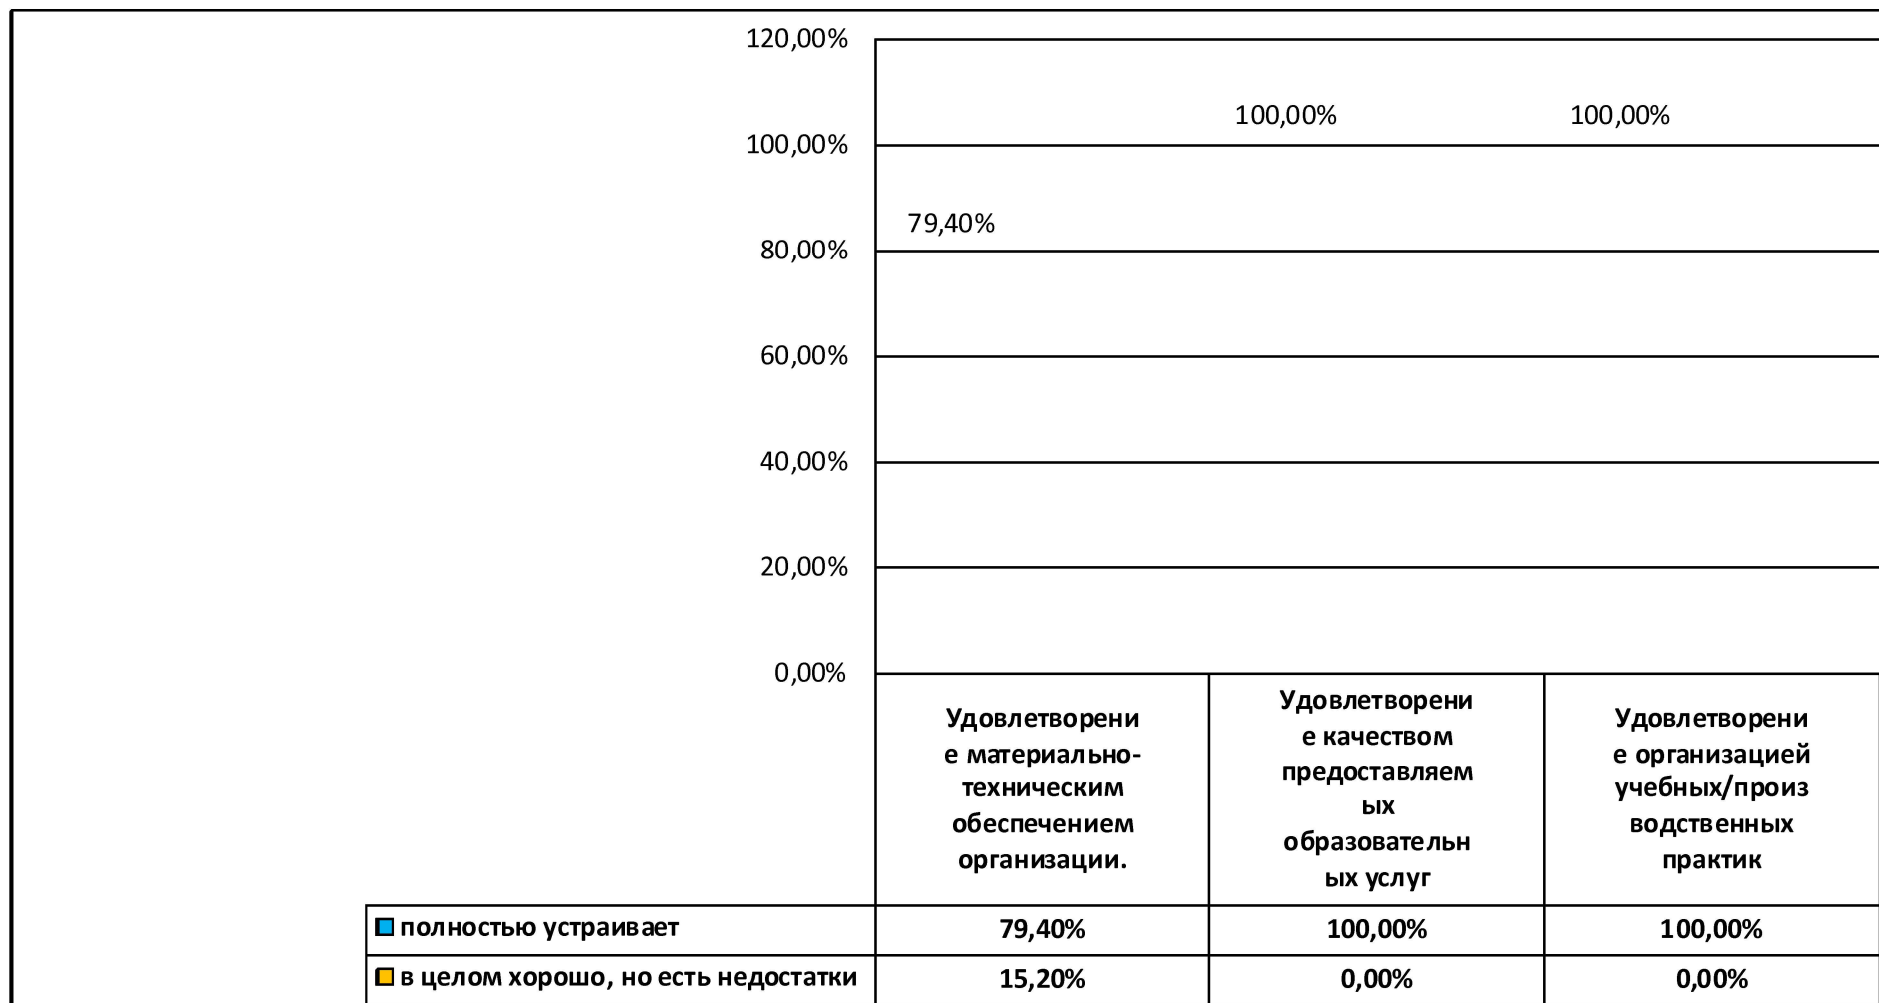 120,00%
100,00% 100,00%
100,00%
79,40%
80,00%
60,00%
40,00%
20,00%
0,00%
Удовлетворени
е материально-
техническим
обеспечением
организации.
Удовлетворени
е качеством
предоставляем
ых
образовательн
ых услуг
Удовлетворени
е организацией
учебных/произ
водственных
практик
полностью устраивает 79,40% 100,00% 100,00%
в целом хорошо, но есть недостатки 15,20% 0,00% 0,00%